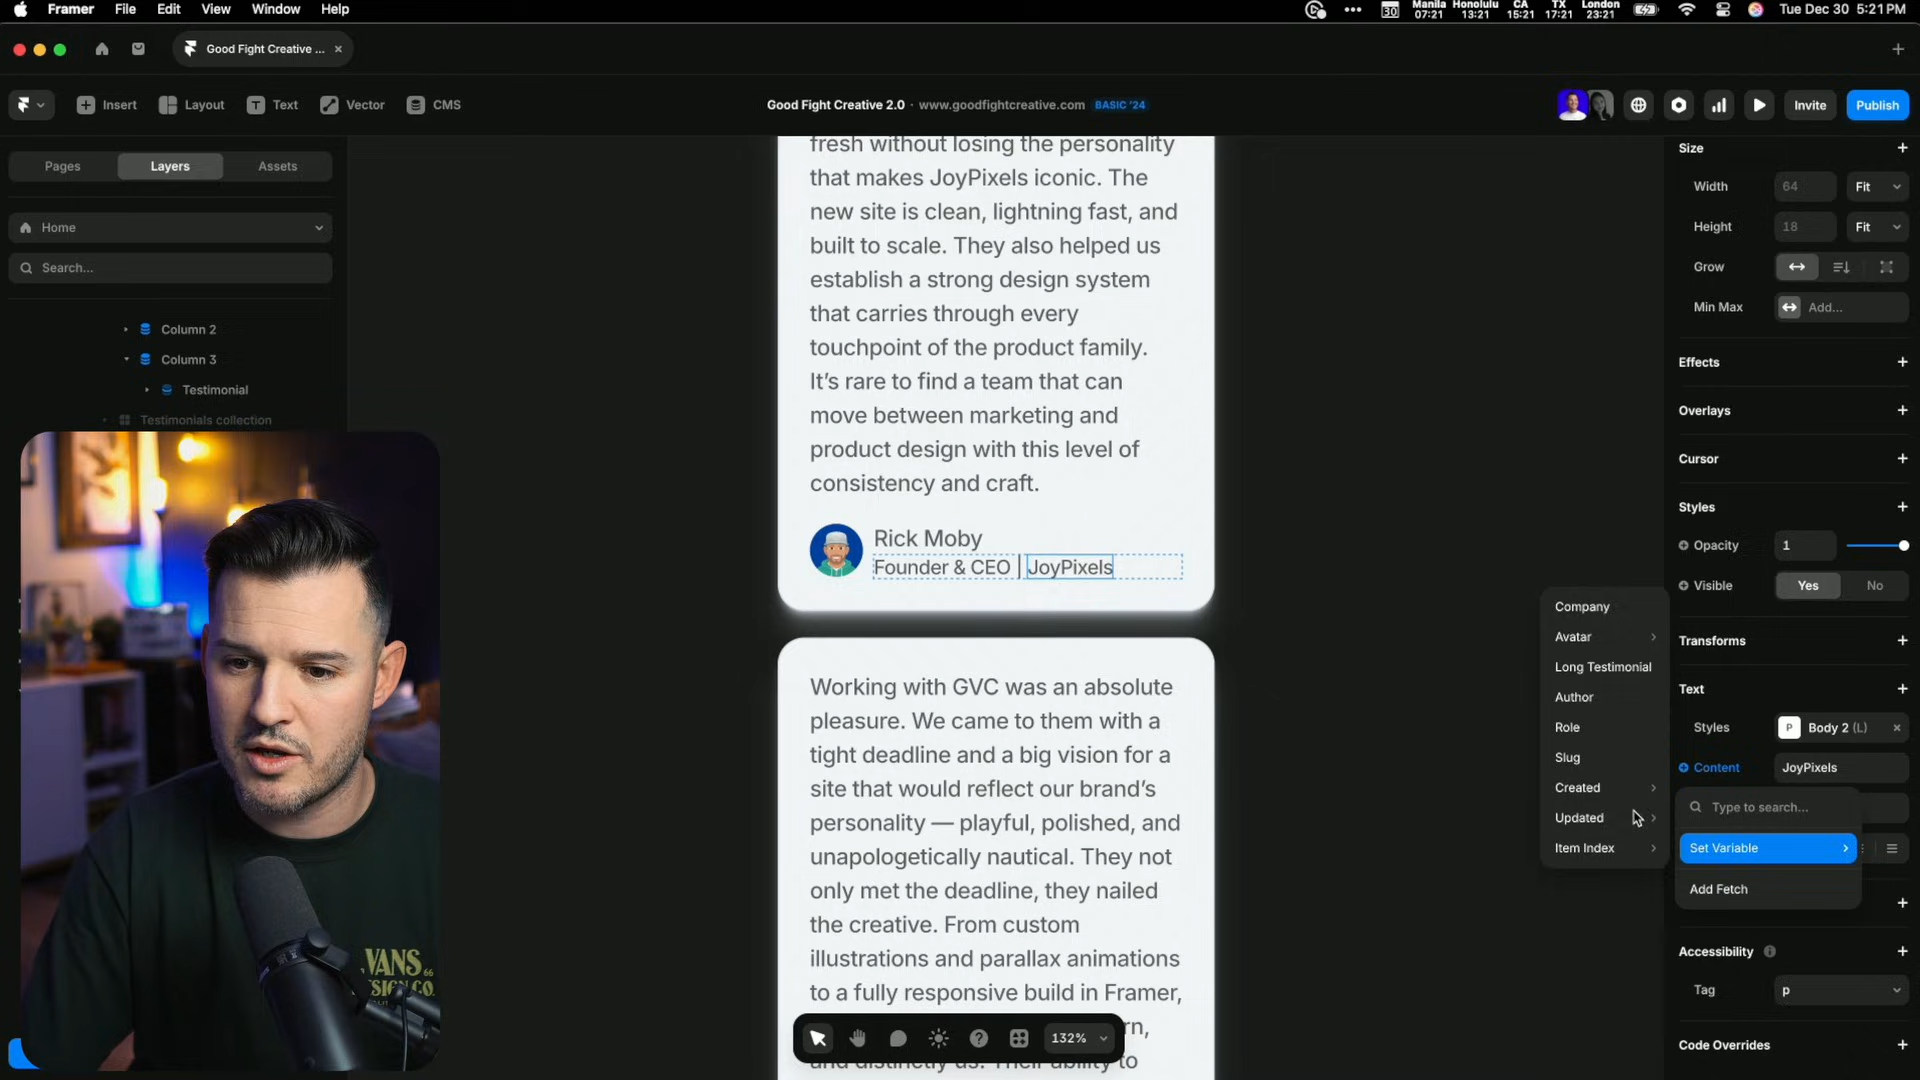 Framer File Edit View Window Help
Manila 07:21 Honolulu 13:21 CA 15:21 TX 17:21 London 23:21 Tue Dec 30 5:21 PM
30
Good Fight Creative ...
Insert Layout Text Vector CMS
Good Fight Creative 2.0 · www.goodfightcreative.com BASIC '24
Invite Publish
Pages Layers Assets
Home
Search...
Column 2
Column 3
Testimonial
Testimonials collection
fresh without losing the personality
that makes JoyPixels iconic. The
new site is clean, lightning fast, and
built to scale. They also helped us
establish a strong design system
that carries through every
touchpoint of the product family.
It’s rare to find a team that can
move between marketing and
product design with this level of
consistency and craft.
Rick Moby
Founder & CEO | JoyPixels
Working with GVC was an absolute
pleasure. We came to them with a
tight deadline and a big vision for a
site that would reflect our brand’s
personality — playful, polished, and
unapologetically nautical. They not
only met the deadline, they nailed
the creative. From custom
illustrations and parallax animations
to a fully responsive build in Framer,
132%
Size
Width 64 Fit
Height 18 Fit
Grow
Min Max Add...
Effects
Overlays
Cursor
Styles
Opacity 1
Visible Yes No
Transforms
Text
Styles P Body 2 (L)
Content JoyPixels
Type to search...
Set Variable
Add Fetch
Company
Avatar
Long Testimonial
Author
Role
Slug
Created
Updated
Item Index
Accessibility
Tag p
Code Overrides
VANS